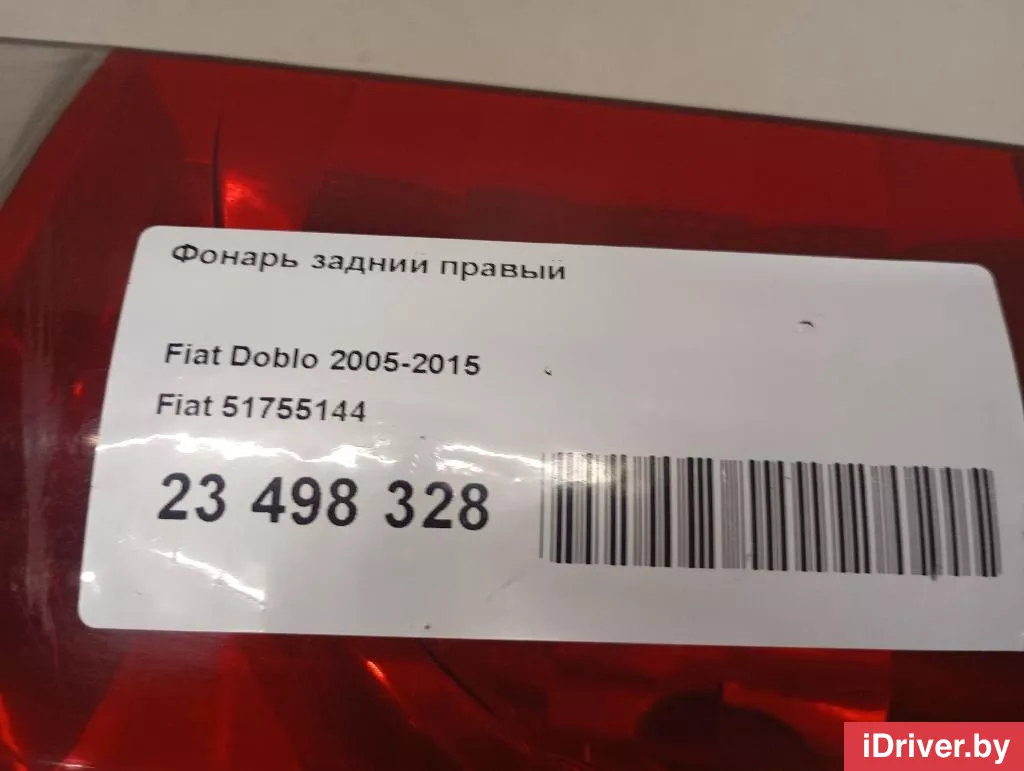 Фонарь задний правый
Fiat Doblo 2005-2015
Fiat 51755144
23 498 328
iDriver.by